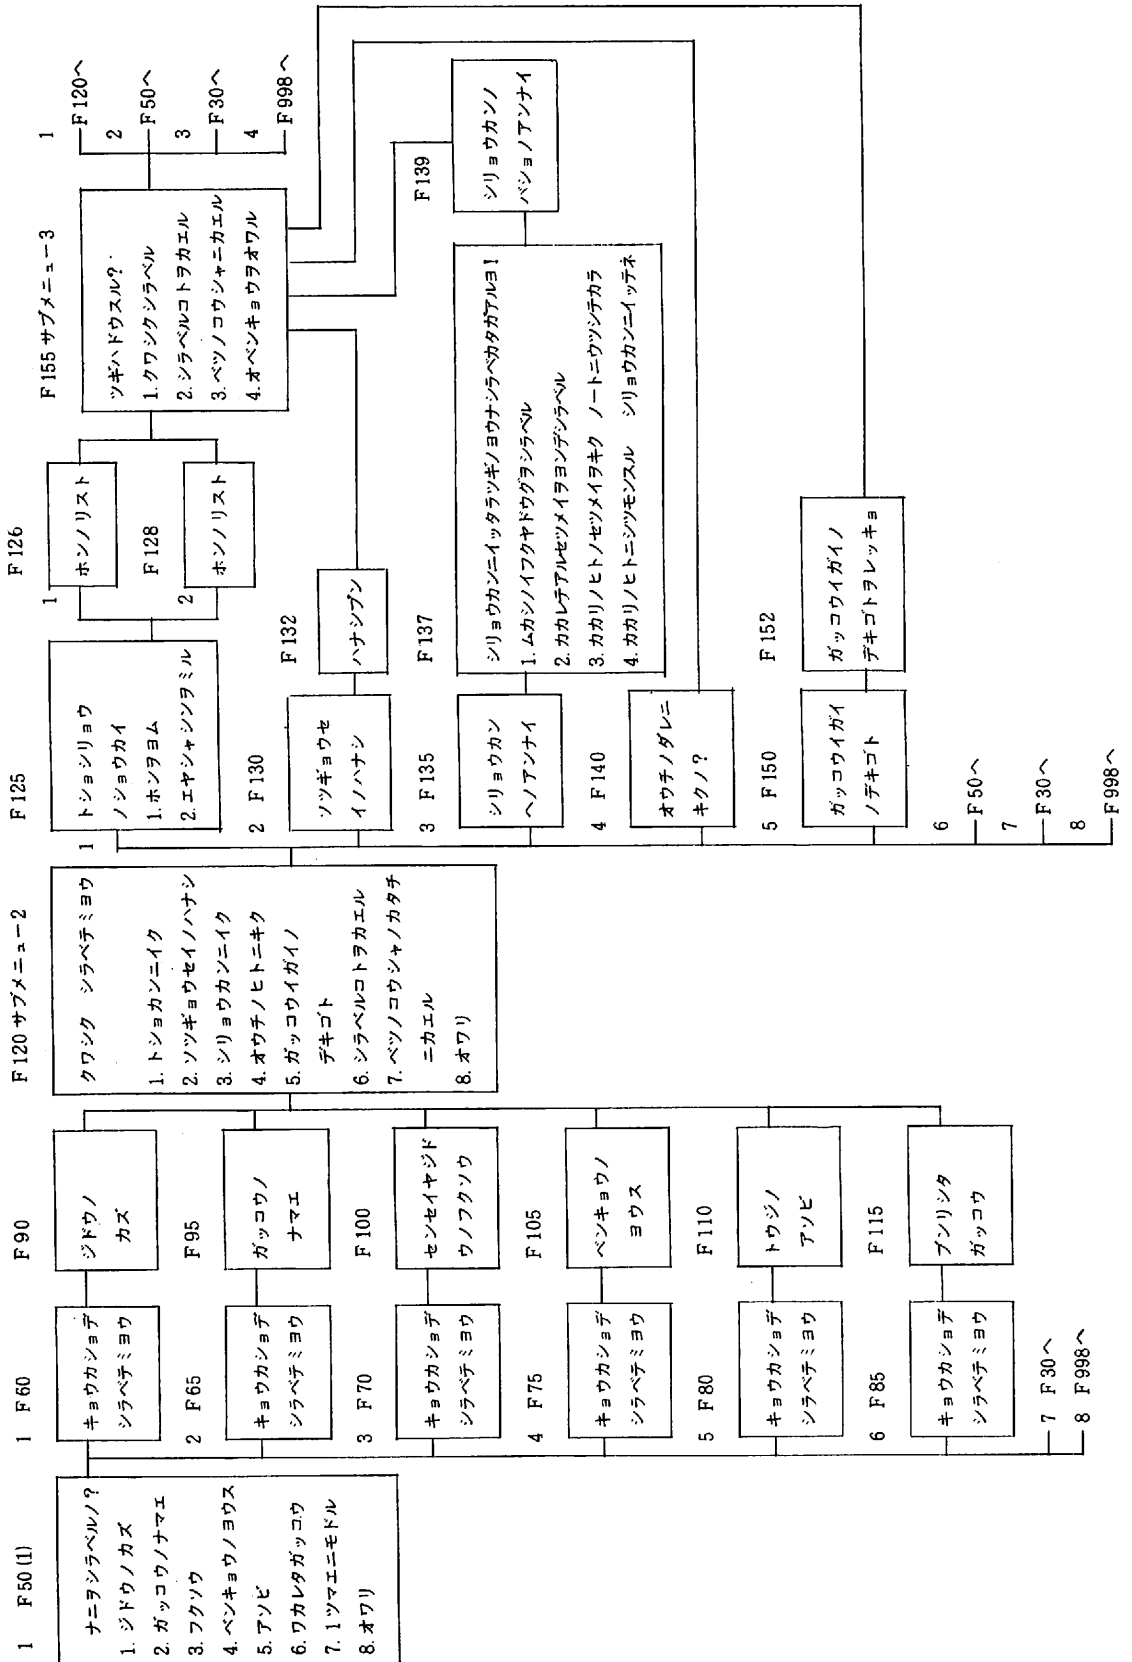 1 F50(1)
ナニヲシラベルノ?
1. ジドウノカズ
2. ガッコウノナマエ
3. フクソウ
4. ベンキョウノヨウス
5. アソビ
6. ワカレタガッコウ
7. 1ツマエニモドル
8. オワリ
1 F60
キョウカショデ
シラベテミヨウ
2 F65
キョウカショデ
シラベテミヨウ
3 F70
キョウカショデ
シラベテミヨウ
4 F75
キョウカショデ
シラベテミヨウ
5 F80
キョウカショデ
シラベテミヨウ
6 F85
キョウカショデ
シラベテミヨウ
7 F30へ
8 F998へ
F90
ジドウノ
カズ
F95
ガッコウノ
ナマエ
F100
センセイヤジド
ウノフクソウ
F105
ベンキョウノ
ヨウス
F110
トウジノ
アソビ
F115
ブンリシタ
ガッコウ
F120サブメニュー2
クワシク シラベテミヨウ
1. トショカンニイク
2. ソツギョウセイノハナシ
3. シリョウカンニイク
4. オウチノヒトニキク
5. ガッコウイガイノ
デキゴト
6. シラベルコトヲカエル
7. ベツノコウシャノカタチ
ニカエル
8. オワリ
F125
1
トショシリョウ
ノショウカイ
1. ホンヲヨム
2. エヤシャシンヲミル
2 F130
ソツギョウセ
イノハナシ
3 F135
シリョウカン
ヘノアンナイ
4 F140
オウチノダレニ
キクノ?
5 F150
ガッコウイガイ
ノデキゴト
6
F50へ
7
F30へ
8
F998へ
F126
1
ホンノリスト
F128
2
ホンノリスト
F132
ハナシブン
F137
シリョウカンニイッタラツギノヨウナシラベカタガアルヨ!
1. ムカシノイフクヤドウグヲシラベル
2. カカレテアルセツメイヲヨンデシラベル
3. カカリノヒトノセツメイヲキク ノートニウツシテカラ
4. カカリノヒトニシツモンスル シリョウカンニイッテネ
F152
ガッコウイガイノ
デキゴトヲレッキョ
F155サブメニュー3
ツギハドウスル?
1. クワシクシラベル
2. シラベルコトヲカエル
3. ベツノコウシャニカエル
4. オベンキョウヲオワル
F139
シリョウカンノ
バショノアンナイ
1
F120へ
2
F50へ
3
F30へ
4
F998へ